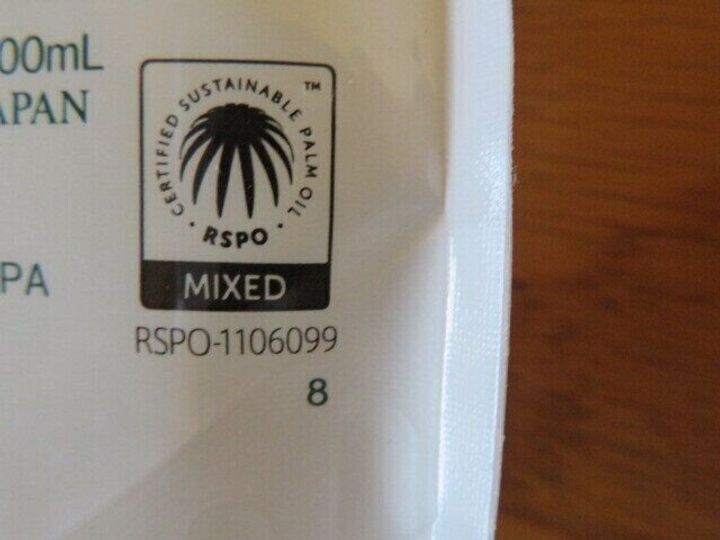 00mL
APAN
CERTIFIED SUSTAINABLE PALM OIL ™
· RSPO ·
MIXED
PA
RSPO-1106099
8